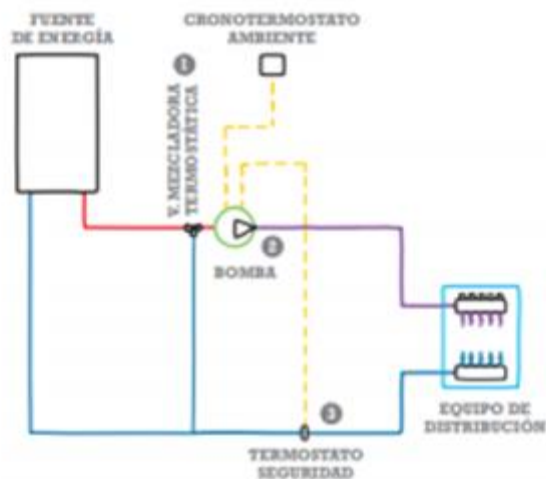 FUENTE
DE ENERGÍA
CRONOTERMOSTATO
AMBIENTE
1
V. MEZCLADORA
TERMOSTÁTICA
2
BOMBA
3
TERMOSTATO
SEGURIDAD
EQUIPO DE
DISTRIBUCIÓN